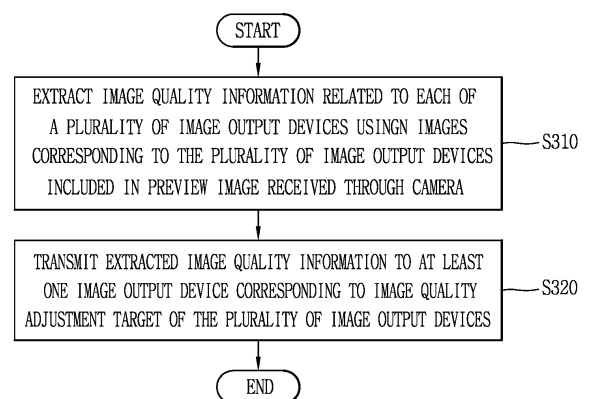 START
EXTRACT IMAGE QUALITY INFORMATION RELATED TO EACH OF
A PLURALITY OF IMAGE OUTPUT DEVICES USINGN IMAGES
CORRESPONDING TO THE PLURALITY OF IMAGE OUTPUT DEVICES
INCLUDED IN PREVIEW IMAGE RECEIVED THROUGH CAMERA
S310
TRANSMIT EXTRACTED IMAGE QUALITY INFORMATION TO AT LEAST
ONE IMAGE OUTPUT DEVICE CORRESPONDING TO IMAGE QUALITY
ADJUSTMENT TARGET OF THE PLURALITY OF IMAGE OUTPUT DEVICES
S320
END